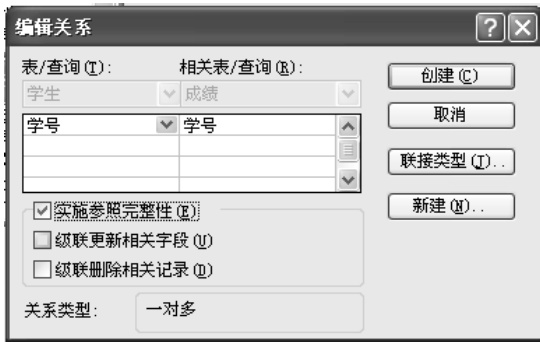 编辑关系
表/查询(T): 相关表/查询(R):
学生 成绩
学号 学号
实施参照完整性(E)
级联更新相关字段(U)
级联删除相关记录(D)
关系类型: 一对多
创建(C)
取消
联接类型(J)..
新建(N)..